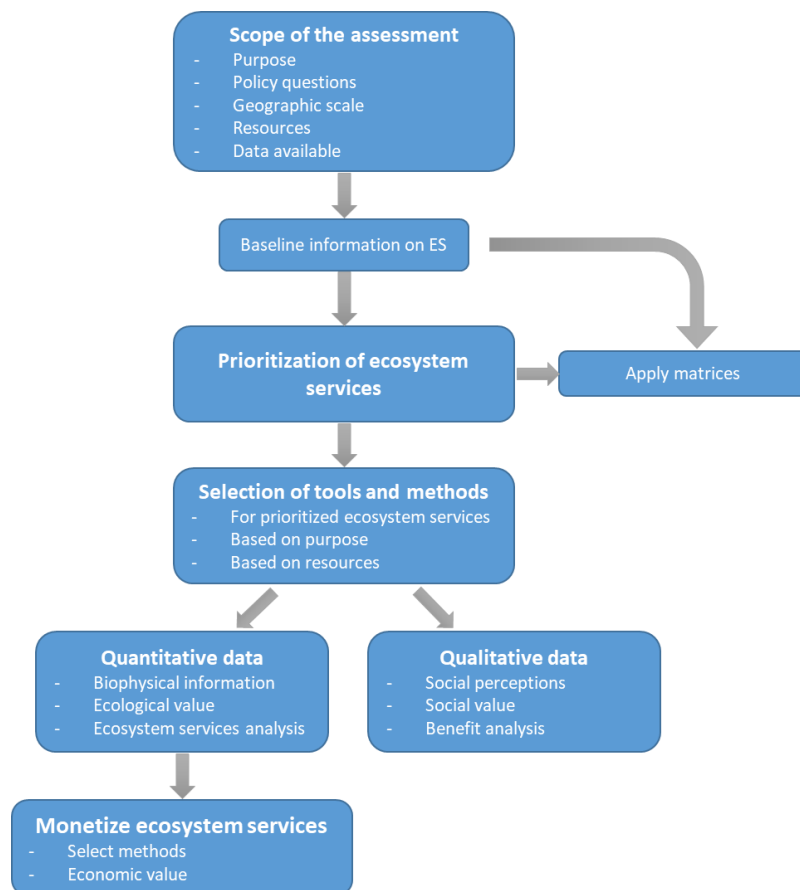 Scope of the assessment
- Purpose
- Policy questions
- Geographic scale
- Resources
- Data available
Baseline information on ES
Prioritization of ecosystem
services
Apply matrices
Selection of tools and methods
- For prioritized ecosystem services
- Based on purpose
- Based on resources
Quantitative data
- Biophysical information
- Ecological value
- Ecosystem services analysis
Qualitative data
- Social perceptions
- Social value
- Benefit analysis
Monetize ecosystem services
- Select methods
- Economic value